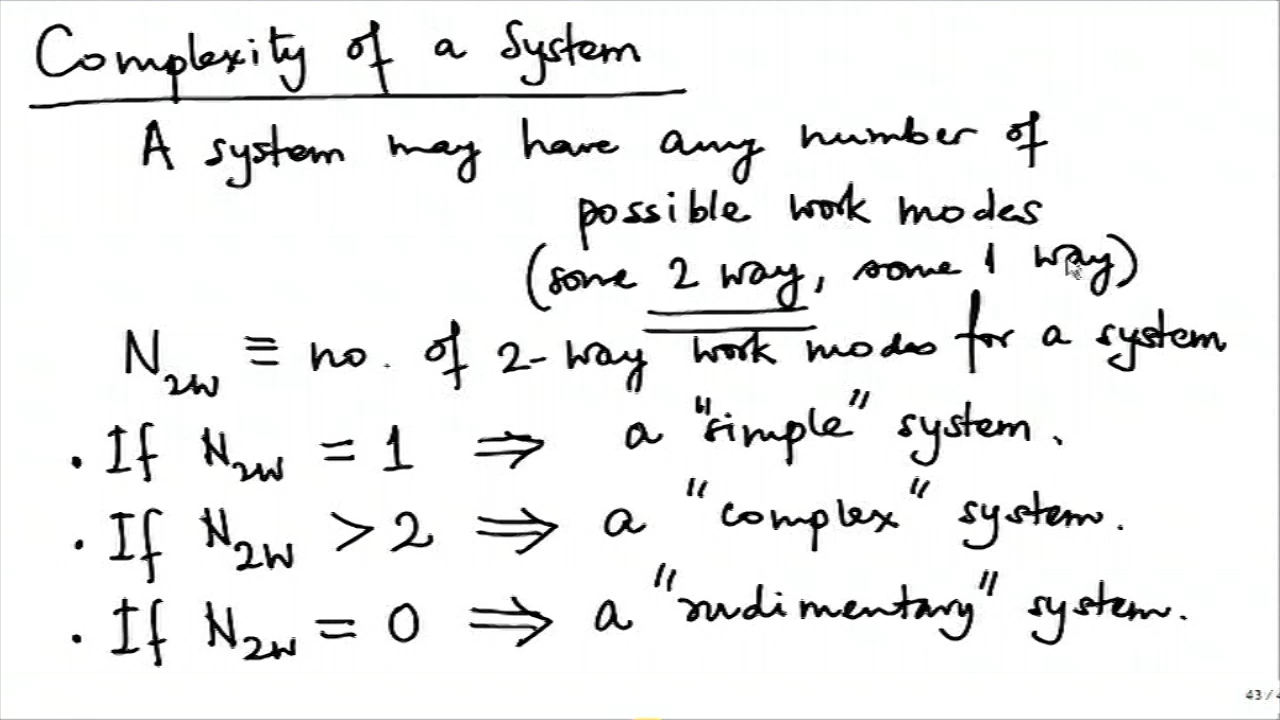 Complexity of a System
A system may have any number of
possible work modes
(some 2 way, some 1 way)
N2W ≡ no. of 2-way work modes for a system
. If N2W = 1 ⇒ a "simple" system.
. If N2W > 2 ⇒ a "complex" system.
. If N2W = 0 ⇒ a "rudimentary" system.
43 /